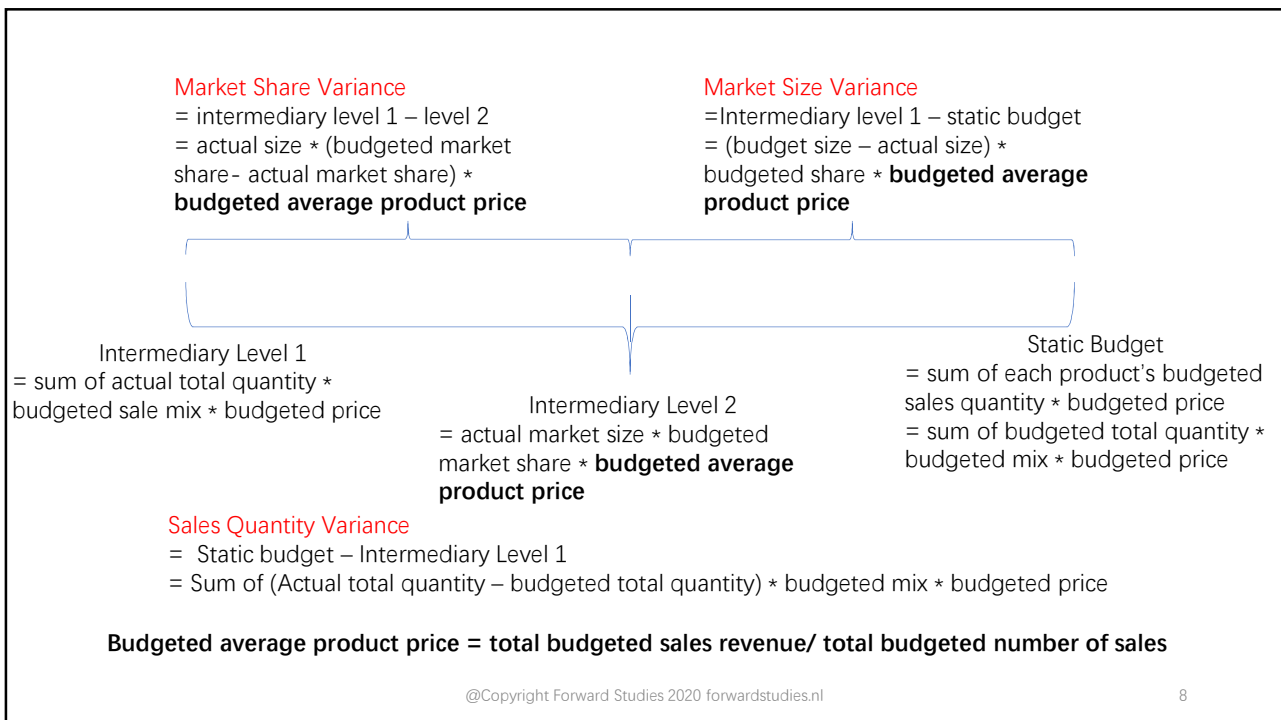 Market Share Variance
= intermediary level 1 – level 2
= actual size * (budgeted market
share- actual market share) *
budgeted average product price
Market Size Variance
=Intermediary level 1 – static budget
= (budget size – actual size) *
budgeted share * budgeted average
product price
Intermediary Level 1
= sum of actual total quantity *
budgeted sale mix * budgeted price
Intermediary Level 2
= actual market size * budgeted
market share * budgeted average
product price
Static Budget
= sum of each product’s budgeted
sales quantity * budgeted price
= sum of budgeted total quantity *
budgeted mix * budgeted price
Sales Quantity Variance
= Static budget – Intermediary Level 1
= Sum of (Actual total quantity – budgeted total quantity) * budgeted mix * budgeted price
Budgeted average product price = total budgeted sales revenue/ total budgeted number of sales
@Copyright Forward Studies 2020 forwardstudies.nl
8